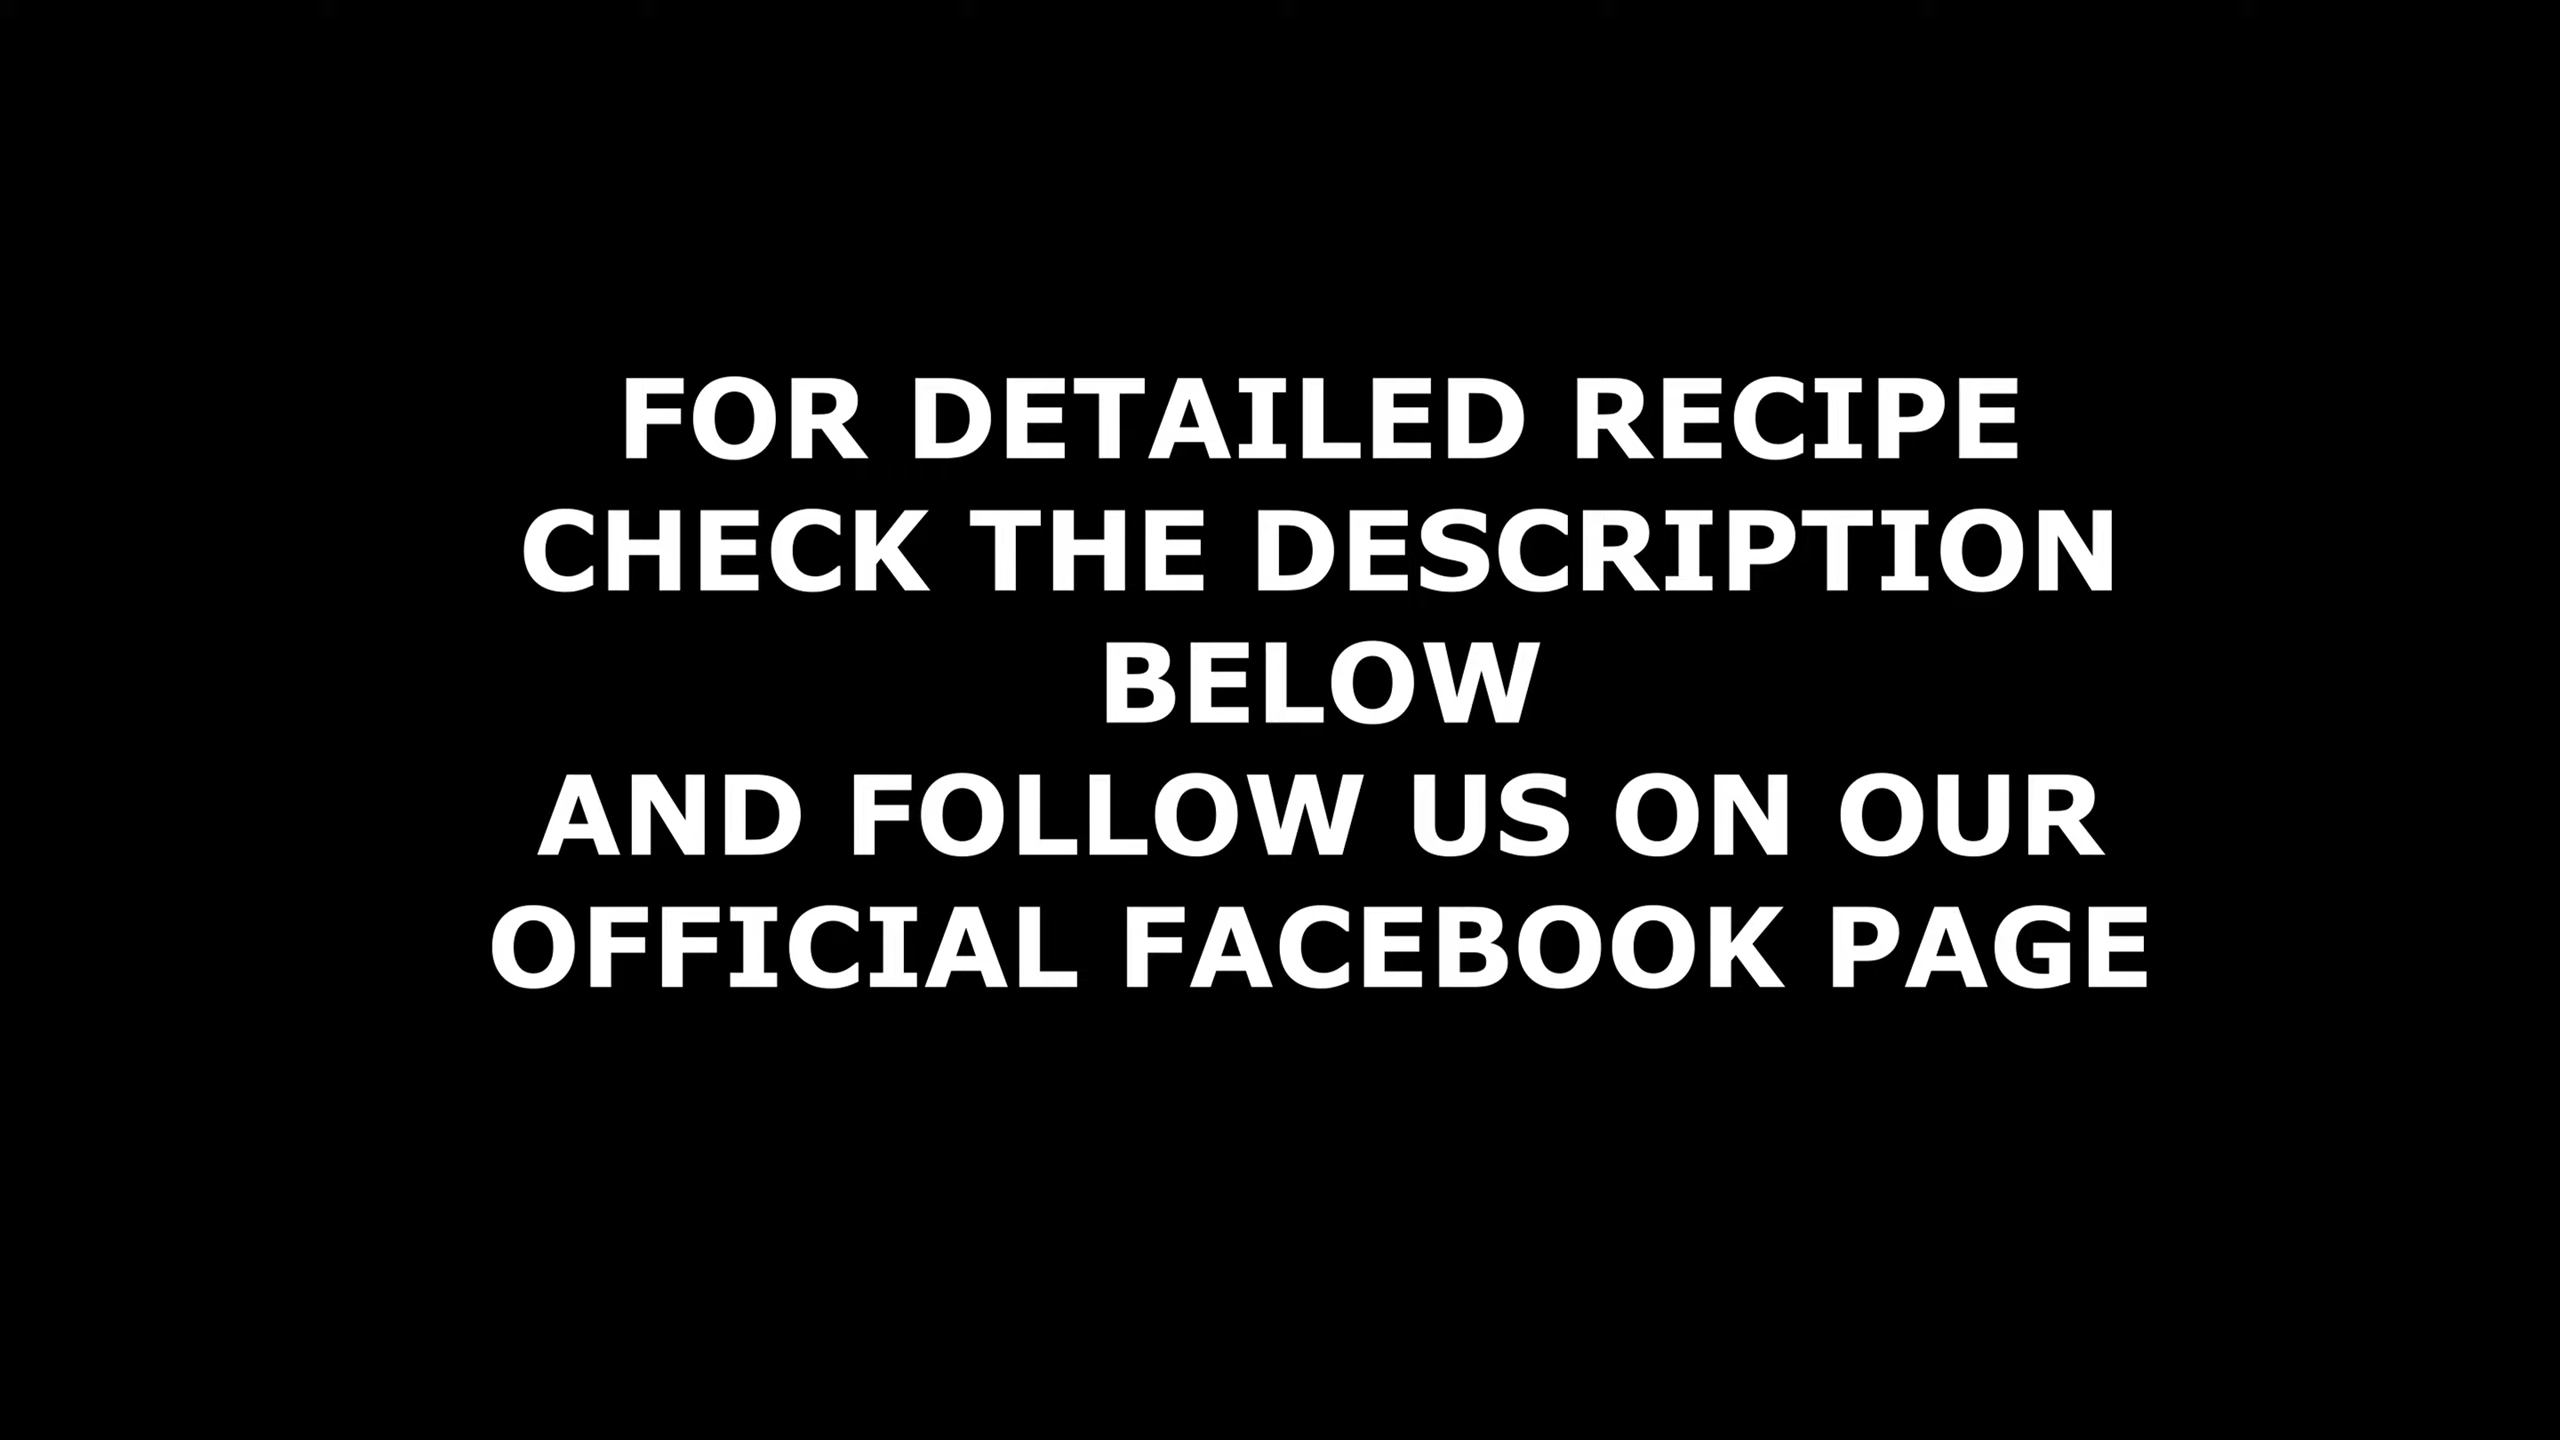 FOR DETAILED RECIPE
CHECK THE DESCRIPTION
BELOW
AND FOLLOW US ON OUR
OFFICIAL FACEBOOK PAGE